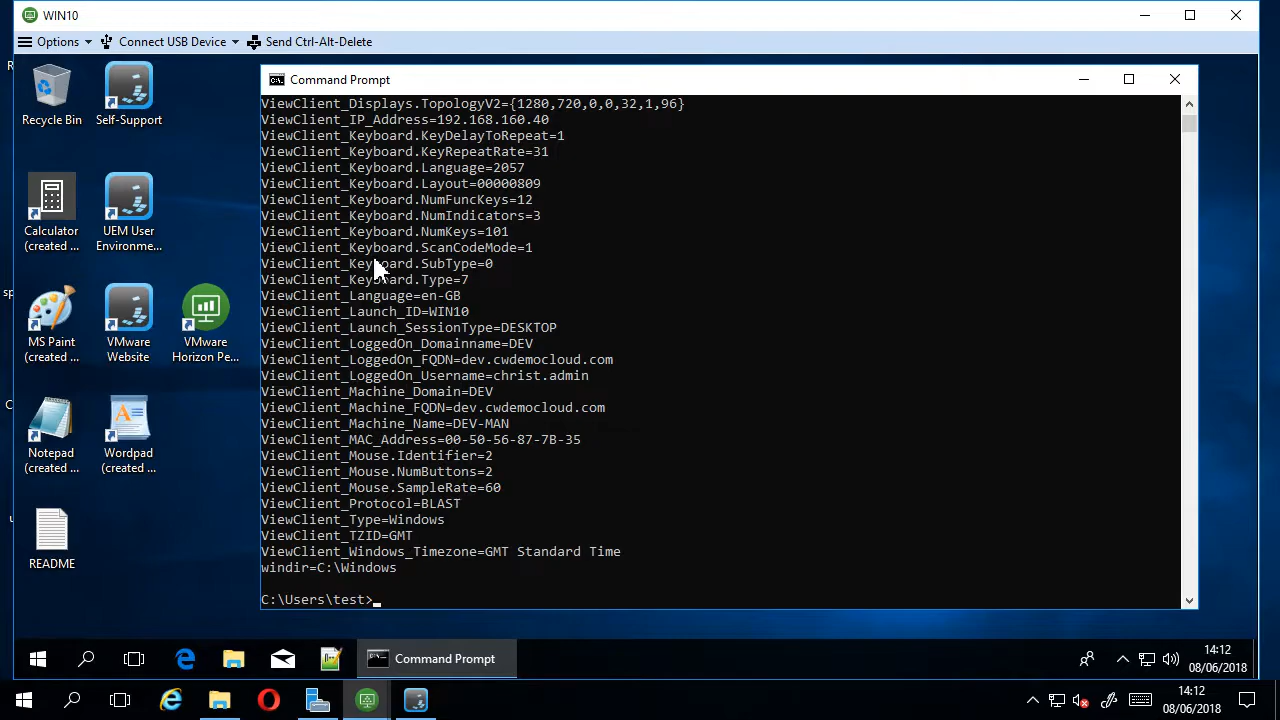 WIN10
Options
Connect USB Device
Send Ctrl-Alt-Delete
Recycle Bin
Self-Support
Calculator
(created ...
UEM User
Environme...
MS Paint
(created ...
VMware
Website
VMware
Horizon Pe...
Notepad
(created ...
Wordpad
(created ...
README
Command Prompt
ViewClient_Displays.TopologyV2={1280,720,0,0,32,1,96}
ViewClient_IP_Address=192.168.160.40
ViewClient_Keyboard.KeyDelayToRepeat=1
ViewClient_Keyboard.KeyRepeatRate=31
ViewClient_Keyboard.Language=2057
ViewClient_Keyboard.Layout=00000809
ViewClient_Keyboard.NumFuncKeys=12
ViewClient_Keyboard.NumIndicators=3
ViewClient_Keyboard.NumKeys=101
ViewClient_Keyboard.ScanCodeMode=1
ViewClient_Keyboard.SubType=0
ViewClient_Keyboard.Type=7
ViewClient_Language=en-GB
ViewClient_Launch_ID=WIN10
ViewClient_Launch_SessionType=DESKTOP
ViewClient_LoggedOn_Domainname=DEV
ViewClient_LoggedOn_FQDN=dev.cwdemocloud.com
ViewClient_LoggedOn_Username=christ.admin
ViewClient_Machine_Domain=DEV
ViewClient_Machine_FQDN=dev.cwdemocloud.com
ViewClient_Machine_Name=DEV-MAN
ViewClient_MAC_Address=00-50-56-87-7B-35
ViewClient_Mouse.Identifier=2
ViewClient_Mouse.NumButtons=2
ViewClient_Mouse.SampleRate=60
ViewClient_Protocol=BLAST
ViewClient_Type=Windows
ViewClient_TZID=GMT
ViewClient_Windows_Timezone=GMT Standard Time
windir=C:\Windows
C:\Users\test>
Command Prompt
14:12
08/06/2018
14:12
08/06/2018